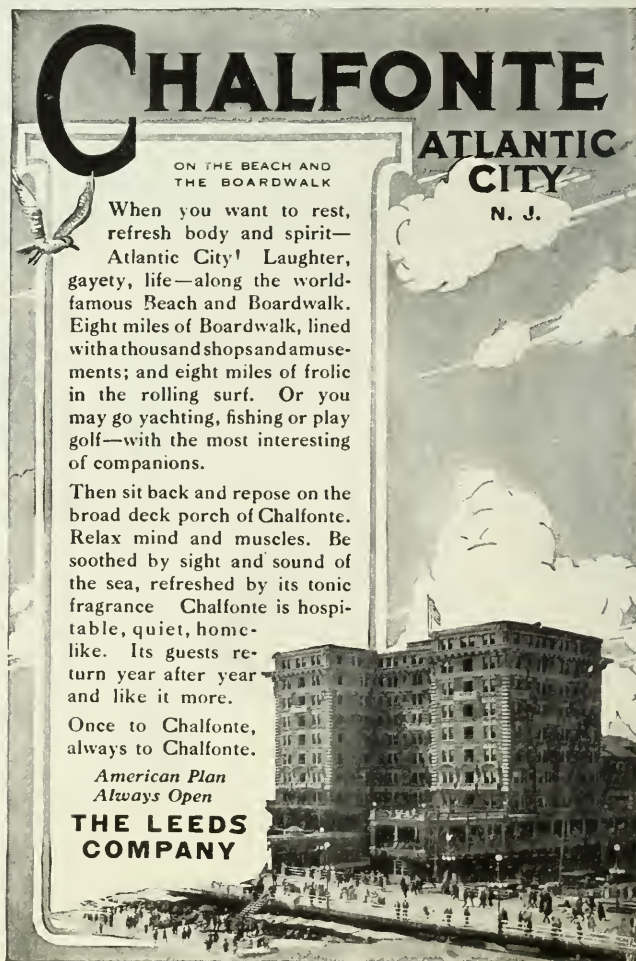 CHALFONTE
ATLANTIC
CITY
N. J.
ON THE BEACH AND
THE BOARDWALK
When you want to rest,
refresh body and spirit—
Atlantic City! Laughter,
gayety, life—along the world-
famous Beach and Boardwalk.
Eight miles of Boardwalk, lined
with a thousand shops and amuse-
ments; and eight miles of frolic
in the rolling surf. Or you
may go yachting, fishing or play
golf—with the most interesting
of companions.
Then sit back and repose on the
broad deck porch of Chalfonte.
Relax mind and muscles. Be
soothed by sight and sound of
the sea, refreshed by its tonic
fragrance Chalfonte is hospi-
table, quiet, home-
like. Its guests re-
turn year after year
and like it more.
Once to Chalfonte,
always to Chalfonte.
American Plan
Always Open
THE LEEDS
COMPANY